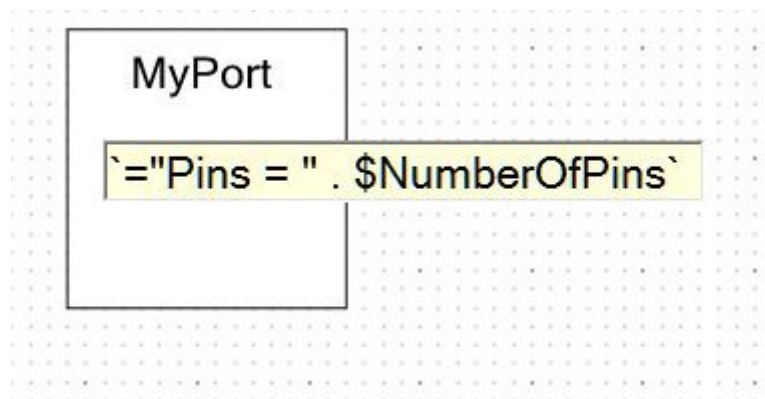 MyPort
`="Pins = " . $NumberOfPins`